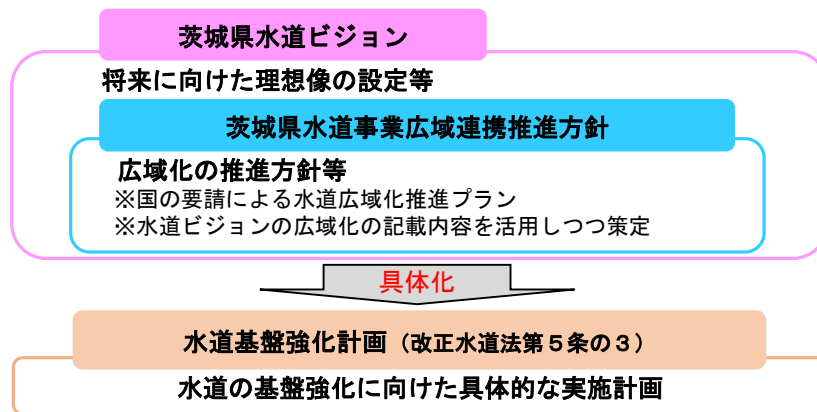 茨城県水道ビジョン
将来に向けた理想像の設定等
茨城県水道事業広域連携推進方針
広域化の推進方針等
※国の要請による水道広域化推進プラン
※水道ビジョンの広域化の記載内容を活用しつつ策定
具体化
水道基盤強化計画（改正水道法第５条の３）
水道の基盤強化に向けた具体的な実施計画